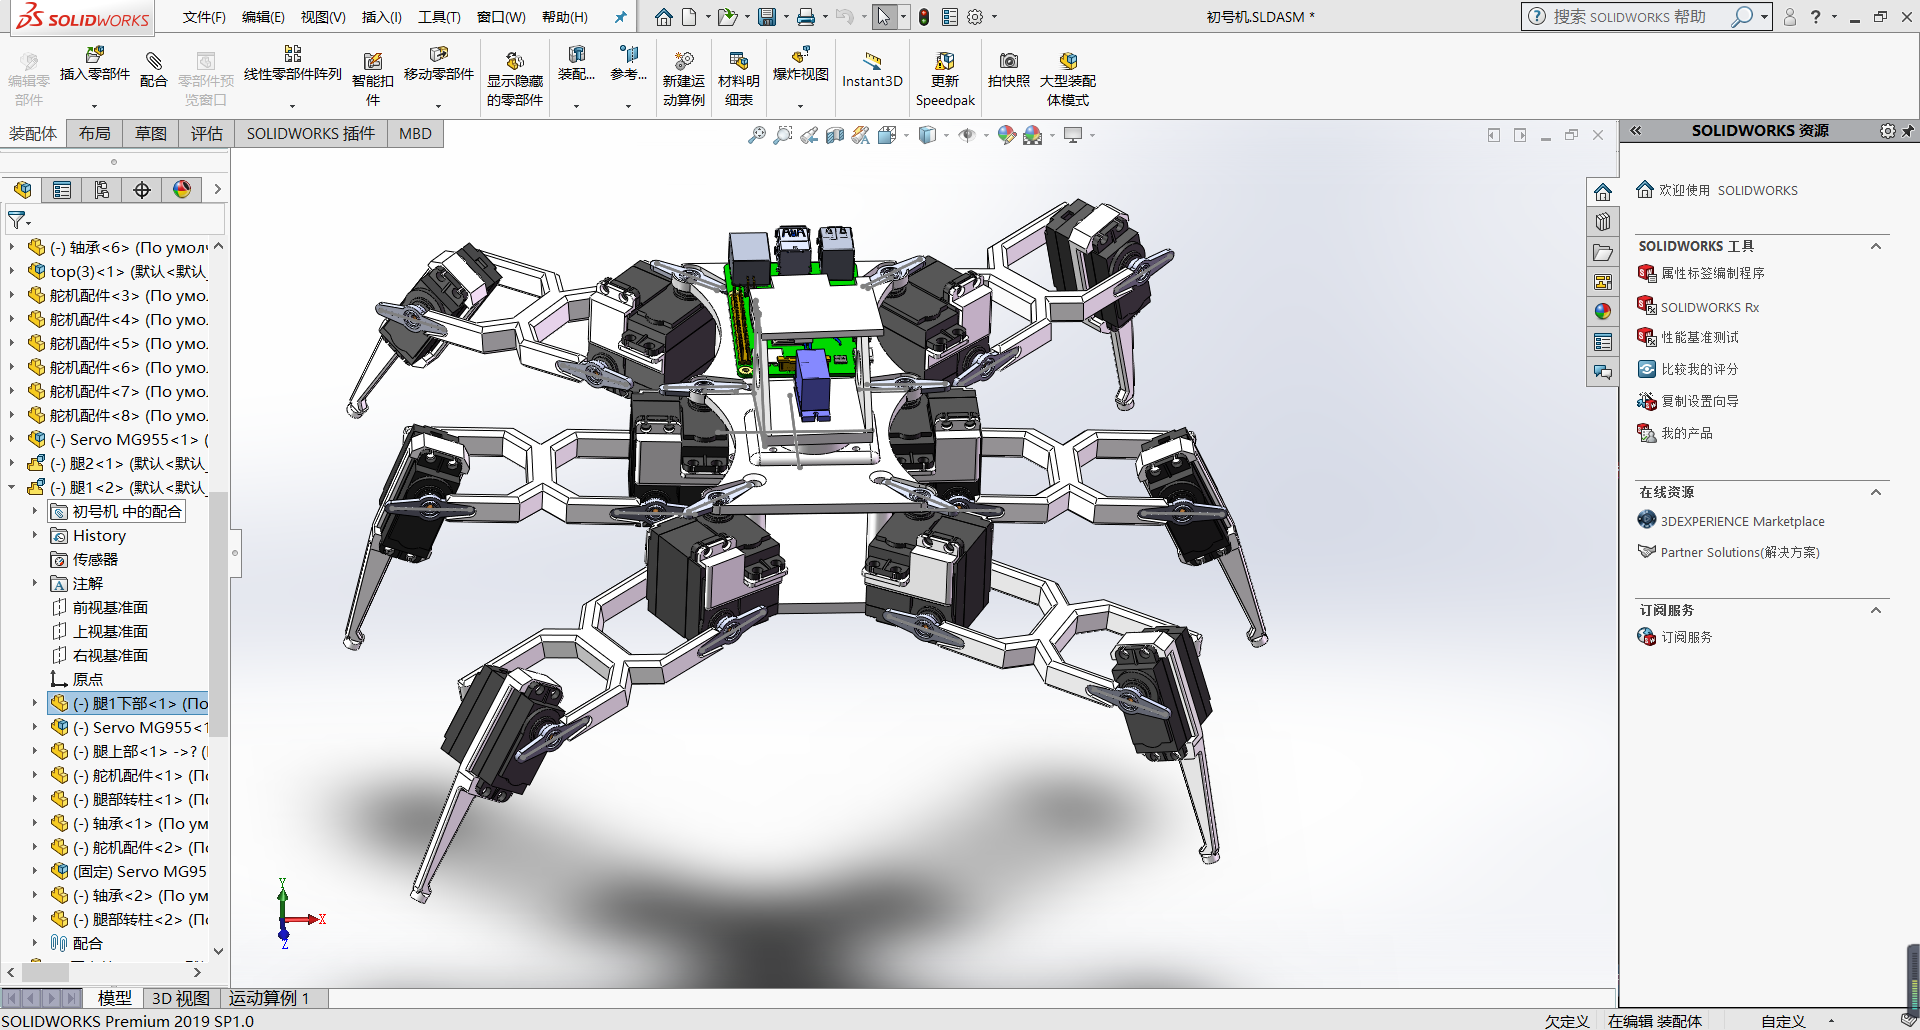 SOLIDWORKS
文件(F) 编辑(E) 视图(V) 插入(I) 工具(T) 窗口(W) 帮助(H)
初号机.SLDASM *
搜索 SOLIDWORKS 帮助
编辑零部件
插入零部件
配合
零部件预览窗口
线性零部件阵列
智能扣件
移动零部件
显示隐藏的零部件
装配...
参考...
新建运动算例
材料明细表
爆炸视图
Instant3D
更新 Speedpak
拍快照
大型装配体模式
装配体 布局 草图 评估 SOLIDWORKS 插件 MBD
(-) 轴承<6> (По умолч
top(3)<1> (默认<默认_
舵机配件<3> (По умо.
舵机配件<4> (По умо.
舵机配件<5> (По умо.
舵机配件<6> (По умо.
舵机配件<7> (По умо.
舵机配件<8> (По умо.
(-) Servo MG955<1> (
(-) 腿2<1> (默认<默认_
(-) 腿1<2> (默认<默认_
初号机 中的配合
History
传感器
注解
前视基准面
上视基准面
右视基准面
原点
(-) 腿1下部<1> (По
(-) Servo MG955<1
(-) 腿上部<1> ->? (
(-) 舵机配件<1> (По
(-) 腿部转柱<1> (По
(-) 轴承<1> (По ум
(-) 舵机配件<2> (По
(固定) Servo MG95
(-) 轴承<2> (По ум
(-) 腿部转柱<2> (По
配合
Y
X
Z
SOLIDWORKS 资源
欢迎使用 SOLIDWORKS
SOLIDWORKS 工具
属性标签编制程序
SOLIDWORKS Rx
性能基准测试
比较我的评分
复制设置向导
我的产品
在线资源
3DEXPERIENCE Marketplace
Partner Solutions(解决方案)
订阅服务
订阅服务
模型 3D 视图 运动算例 1
SOLIDWORKS Premium 2019 SP1.0
欠定义 在编辑 装配体 自定义